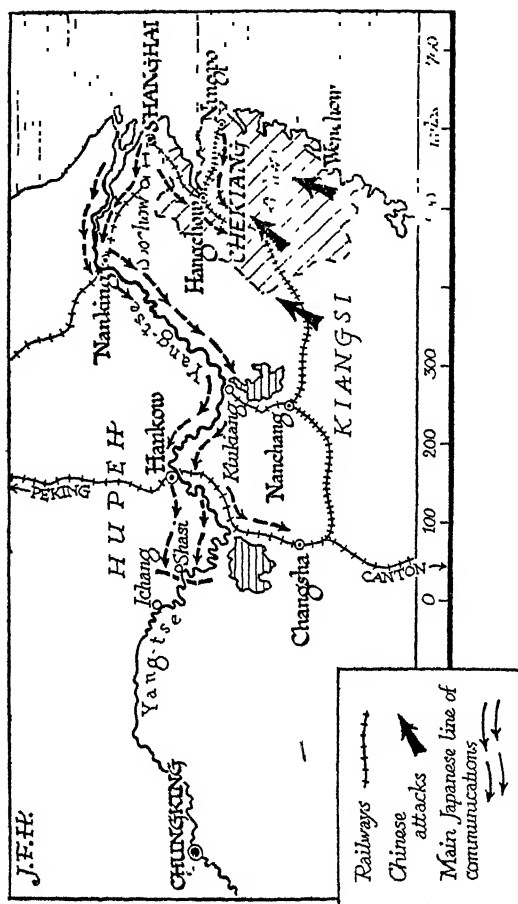 J.F.H.
PEKING
HUPEH
Nanking
Soochow
SHANGHAI
Yang-tse
Ichang
Hankow
Hangchow
Ningpo
Shasi
Yang-tse
Kiukiang
CHEKIANG
CHUNGKING
Nanchang
Wenchow
Changsha
KIANGSI
CANTON
0
100
200
300
Railways
Chinese
attacks
Main Japanese line of
communications